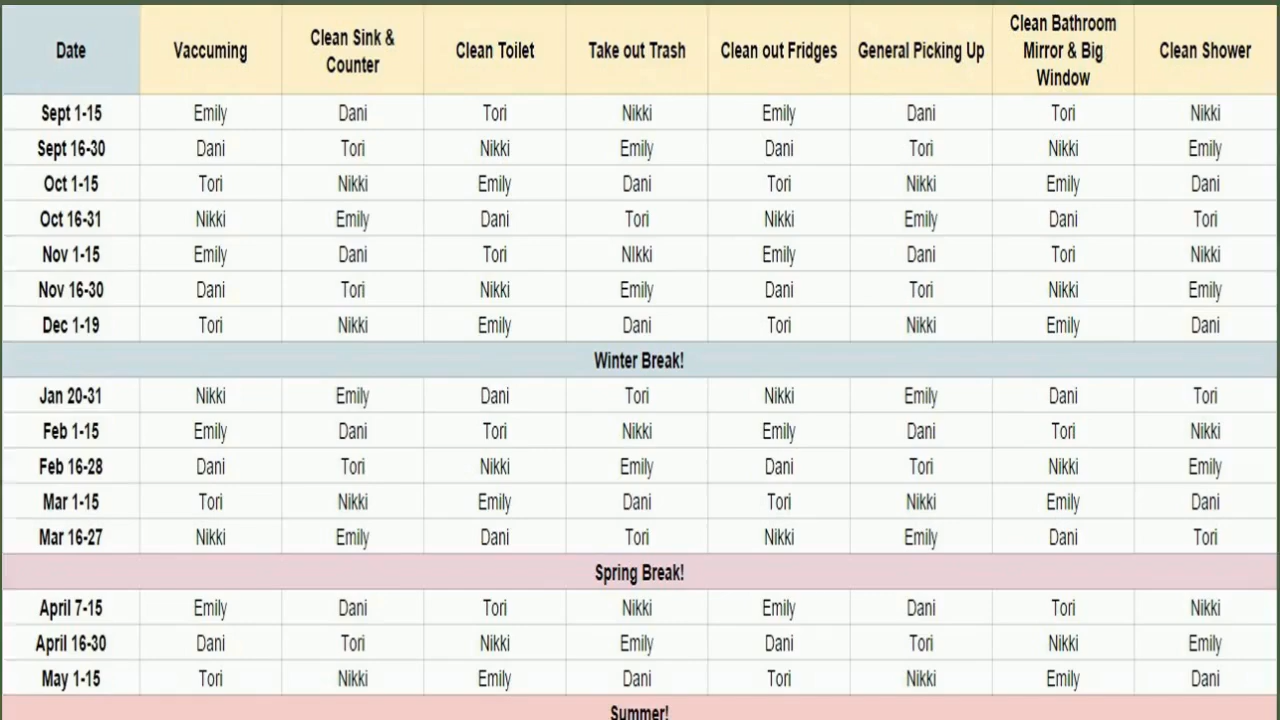 Date Vaccuming Clean Sink & Counter Clean Toilet Take out Trash Clean out Fridges General Picking Up Clean Bathroom Mirror & Big Window Clean Shower
Sept 1-15 Emily Dani Tori Nikki Emily Dani Tori Nikki
Sept 16-30 Dani Tori Nikki Emily Dani Tori Nikki Emily
Oct 1-15 Tori Nikki Emily Dani Tori Nikki Emily Dani
Oct 16-31 Nikki Emily Dani Tori Nikki Emily Dani Tori
Nov 1-15 Emily Dani Tori NIkki Emily Dani Tori Nikki
Nov 16-30 Dani Tori Nikki Emily Dani Tori Nikki Emily
Dec 1-19 Tori Nikki Emily Dani Tori Nikki Emily Dani
Winter Break!
Jan 20-31 Nikki Emily Dani Tori Nikki Emily Dani Tori
Feb 1-15 Emily Dani Tori Nikki Emily Dani Tori Nikki
Feb 16-28 Dani Tori Nikki Emily Dani Tori Nikki Emily
Mar 1-15 Tori Nikki Emily Dani Tori Nikki Emily Dani
Mar 16-27 Nikki Emily Dani Tori Nikki Emily Dani Tori
Spring Break!
April 7-15 Emily Dani Tori Nikki Emily Dani Tori Nikki
April 16-30 Dani Tori Nikki Emily Dani Tori Nikki Emily
May 1-15 Tori Nikki Emily Dani Tori Nikki Emily Dani
Summer!